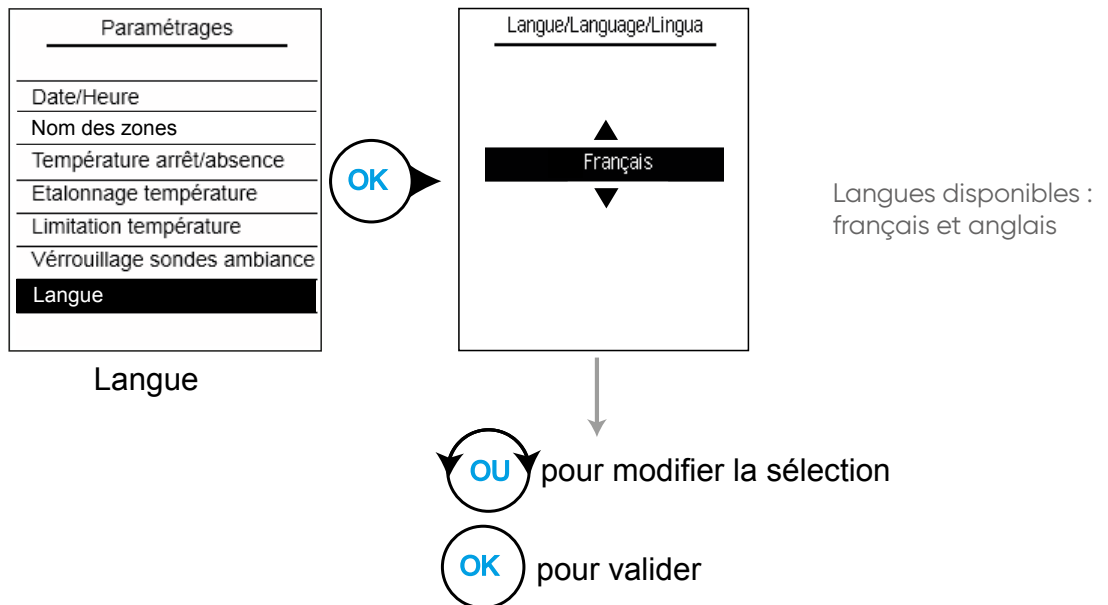 Paramétrages
Date/Heure
Nom des zones
Température arrêt/absence
Etalonnage température
Limitation température
Vérrouillage sondes ambiance
Langue
Langue
OK
Langue/Language/Lingua
Français
Langues disponibles :
français et anglais
OU pour modifier la sélection
OK pour valider